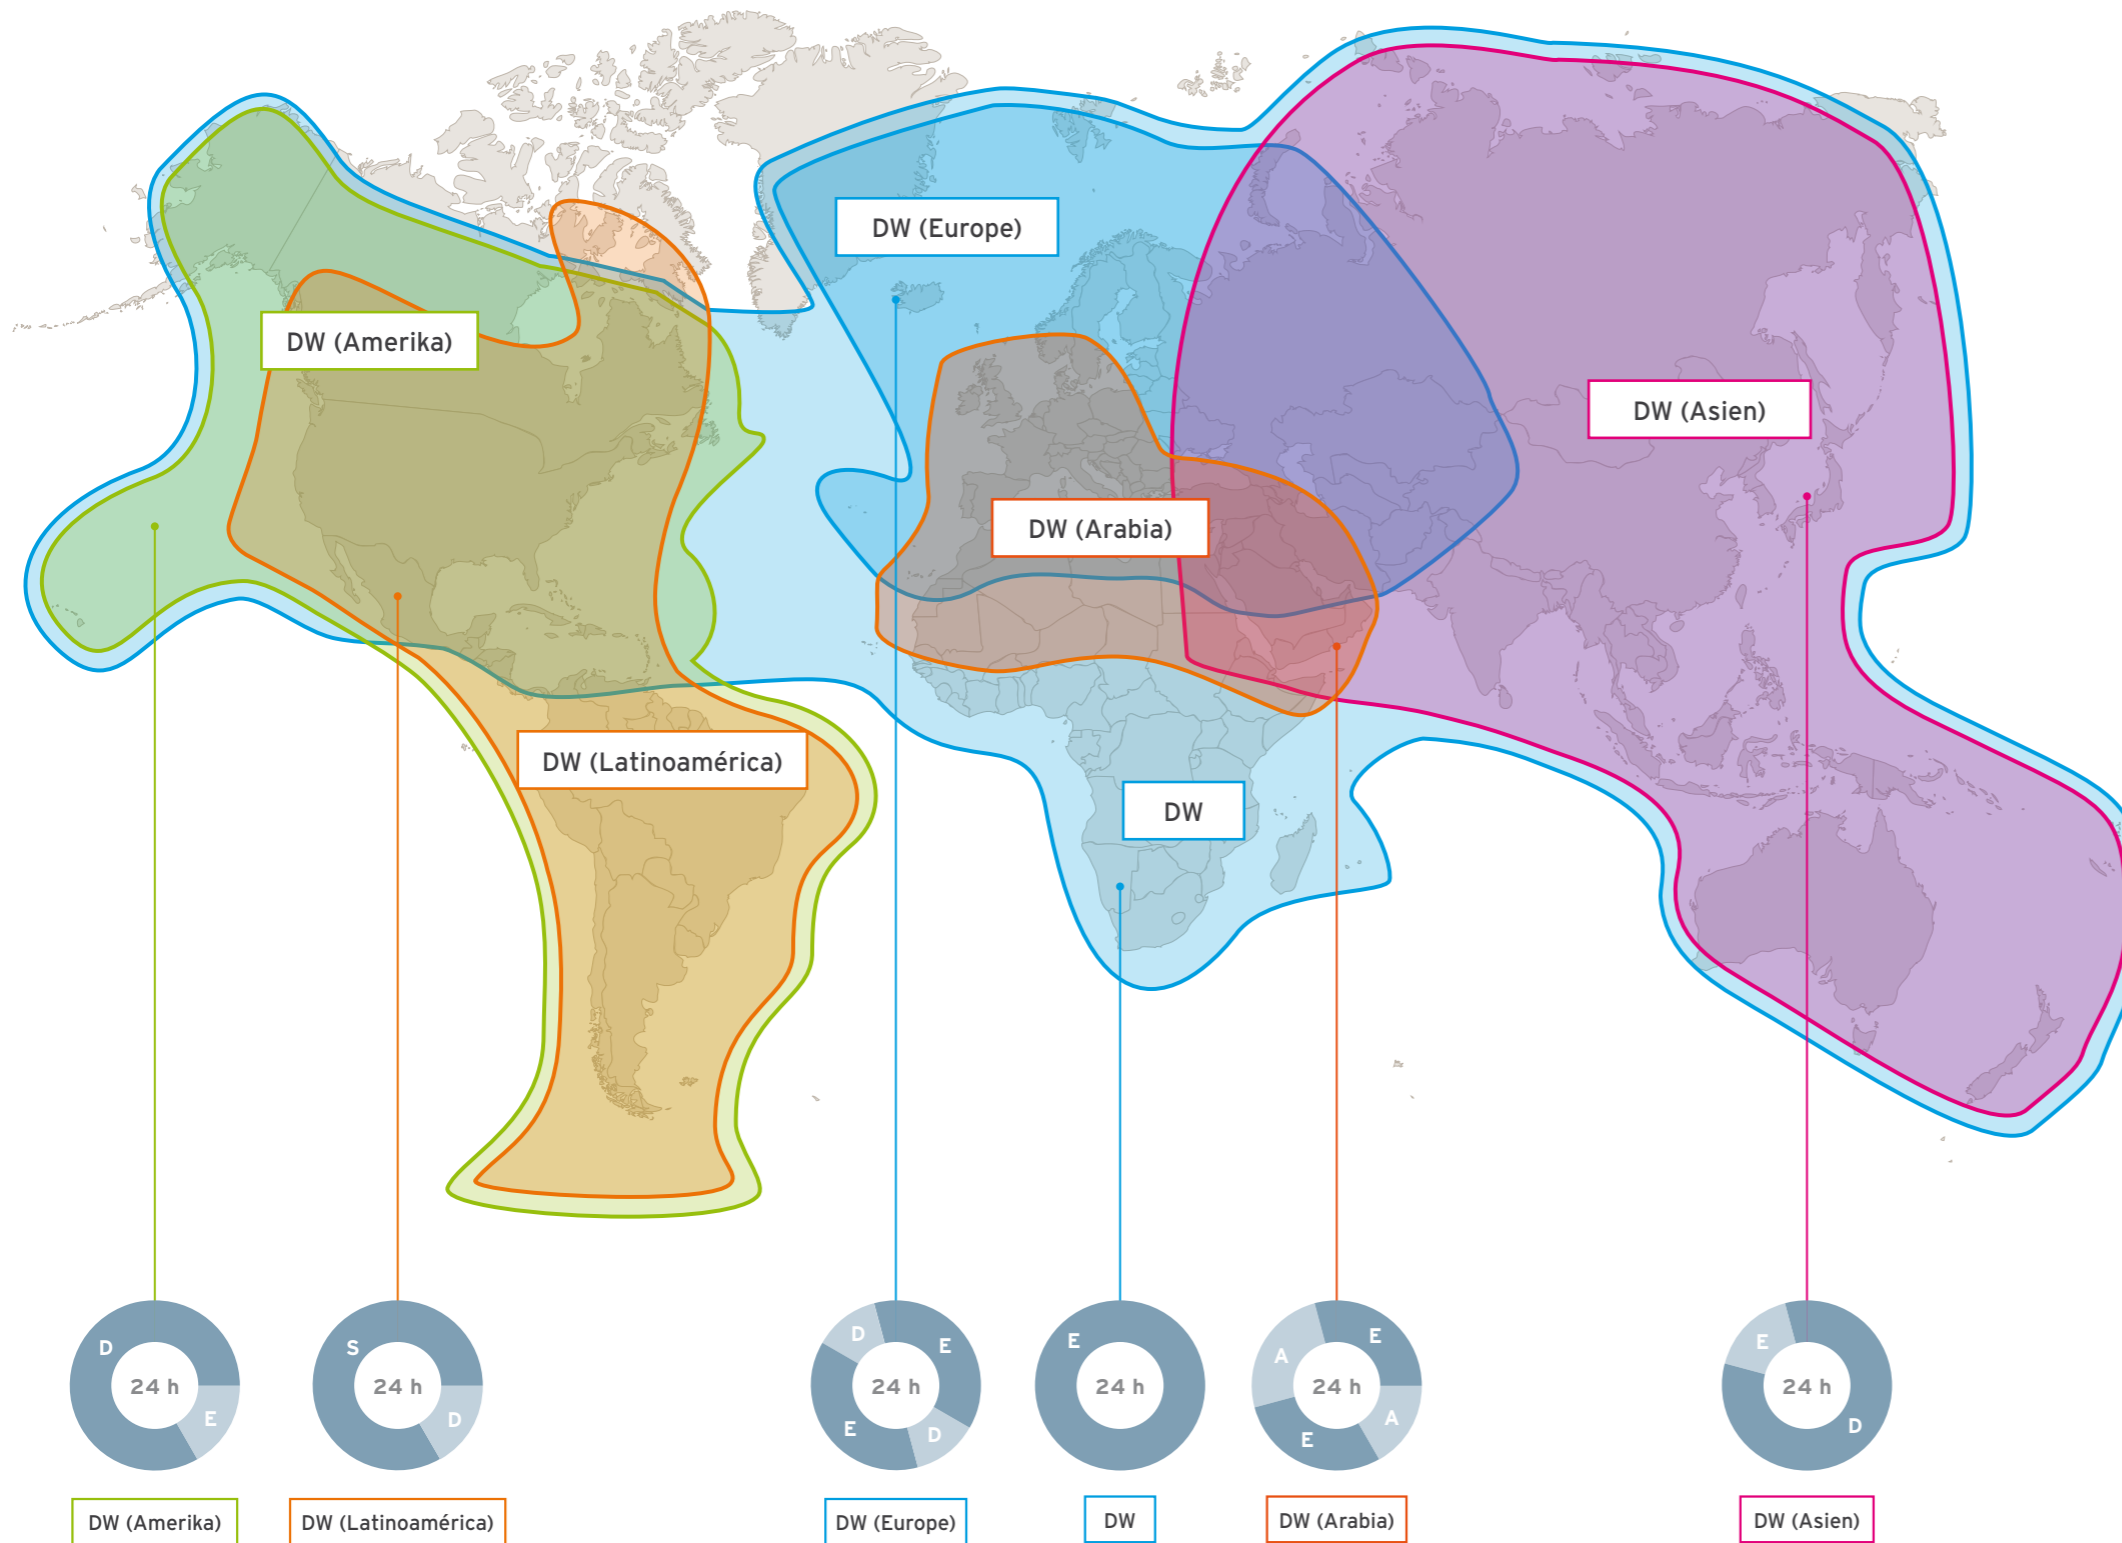 DW (Europe)
DW (Amerika)
DW (Asien)
DW (Arabia)
DW (Latinoamérica)
DW
D
24 h
E
S
24 h
D
D
E
24 h
E
D
E
24 h
A
E
24 h
A
E
E
24 h
D
DW (Amerika)
DW (Latinoamérica)
DW (Europe)
DW
DW (Arabia)
DW (Asien)